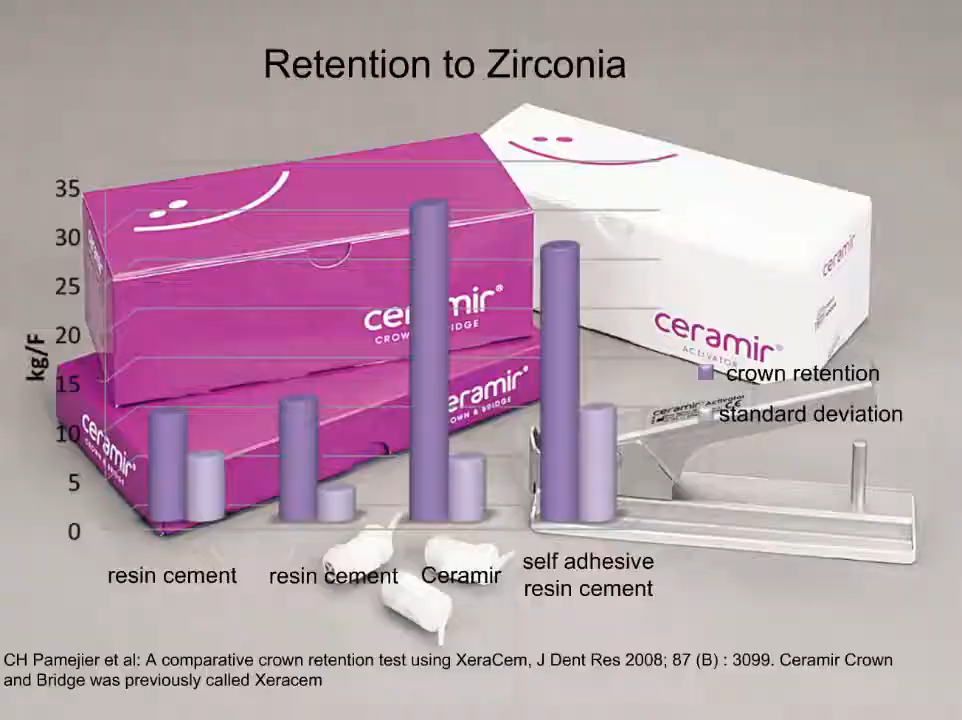 Retention to Zirconia
35
30
25
20
15
10
5
0
kg/F
ceramir®
CROWN & BRIDGE
ceramir®
CROWN & BRIDGE
ceramir®
ceramir
ceramir®
ACTIVATOR
crown retention
ceramir® Activator
standard deviation
resin cement
resin cement
Ceramir
self adhesive
resin cement
CH Pamejier et al: A comparative crown retention test using XeraCem, J Dent Res 2008; 87 (B) : 3099. Ceramir Crown
and Bridge was previously called Xeracem